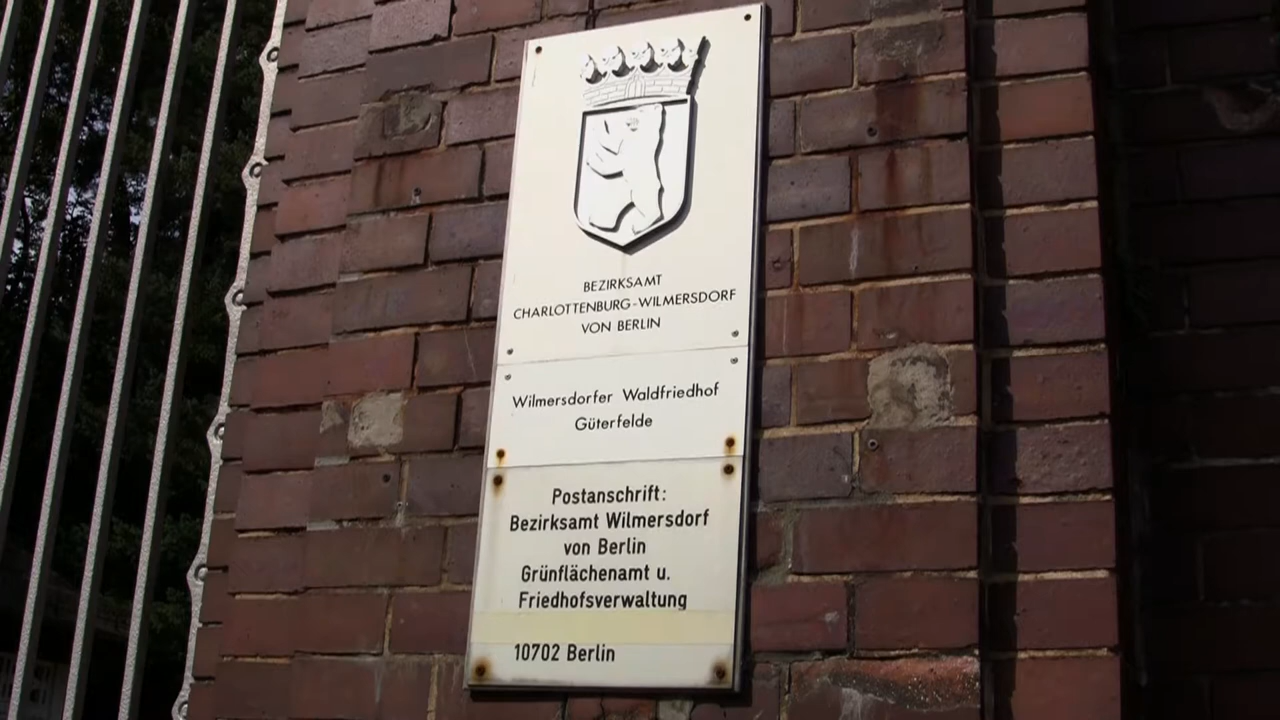 BEZIRKSAMT
CHARLOTTENBURG-WILMERSDORF
VON BERLIN
Wilmersdorfer Waldfriedhof
Güterfelde
Postanschrift:
Bezirksamt Wilmersdorf
von Berlin
Grünflächenamt u.
Friedhofsverwaltung
10702 Berlin